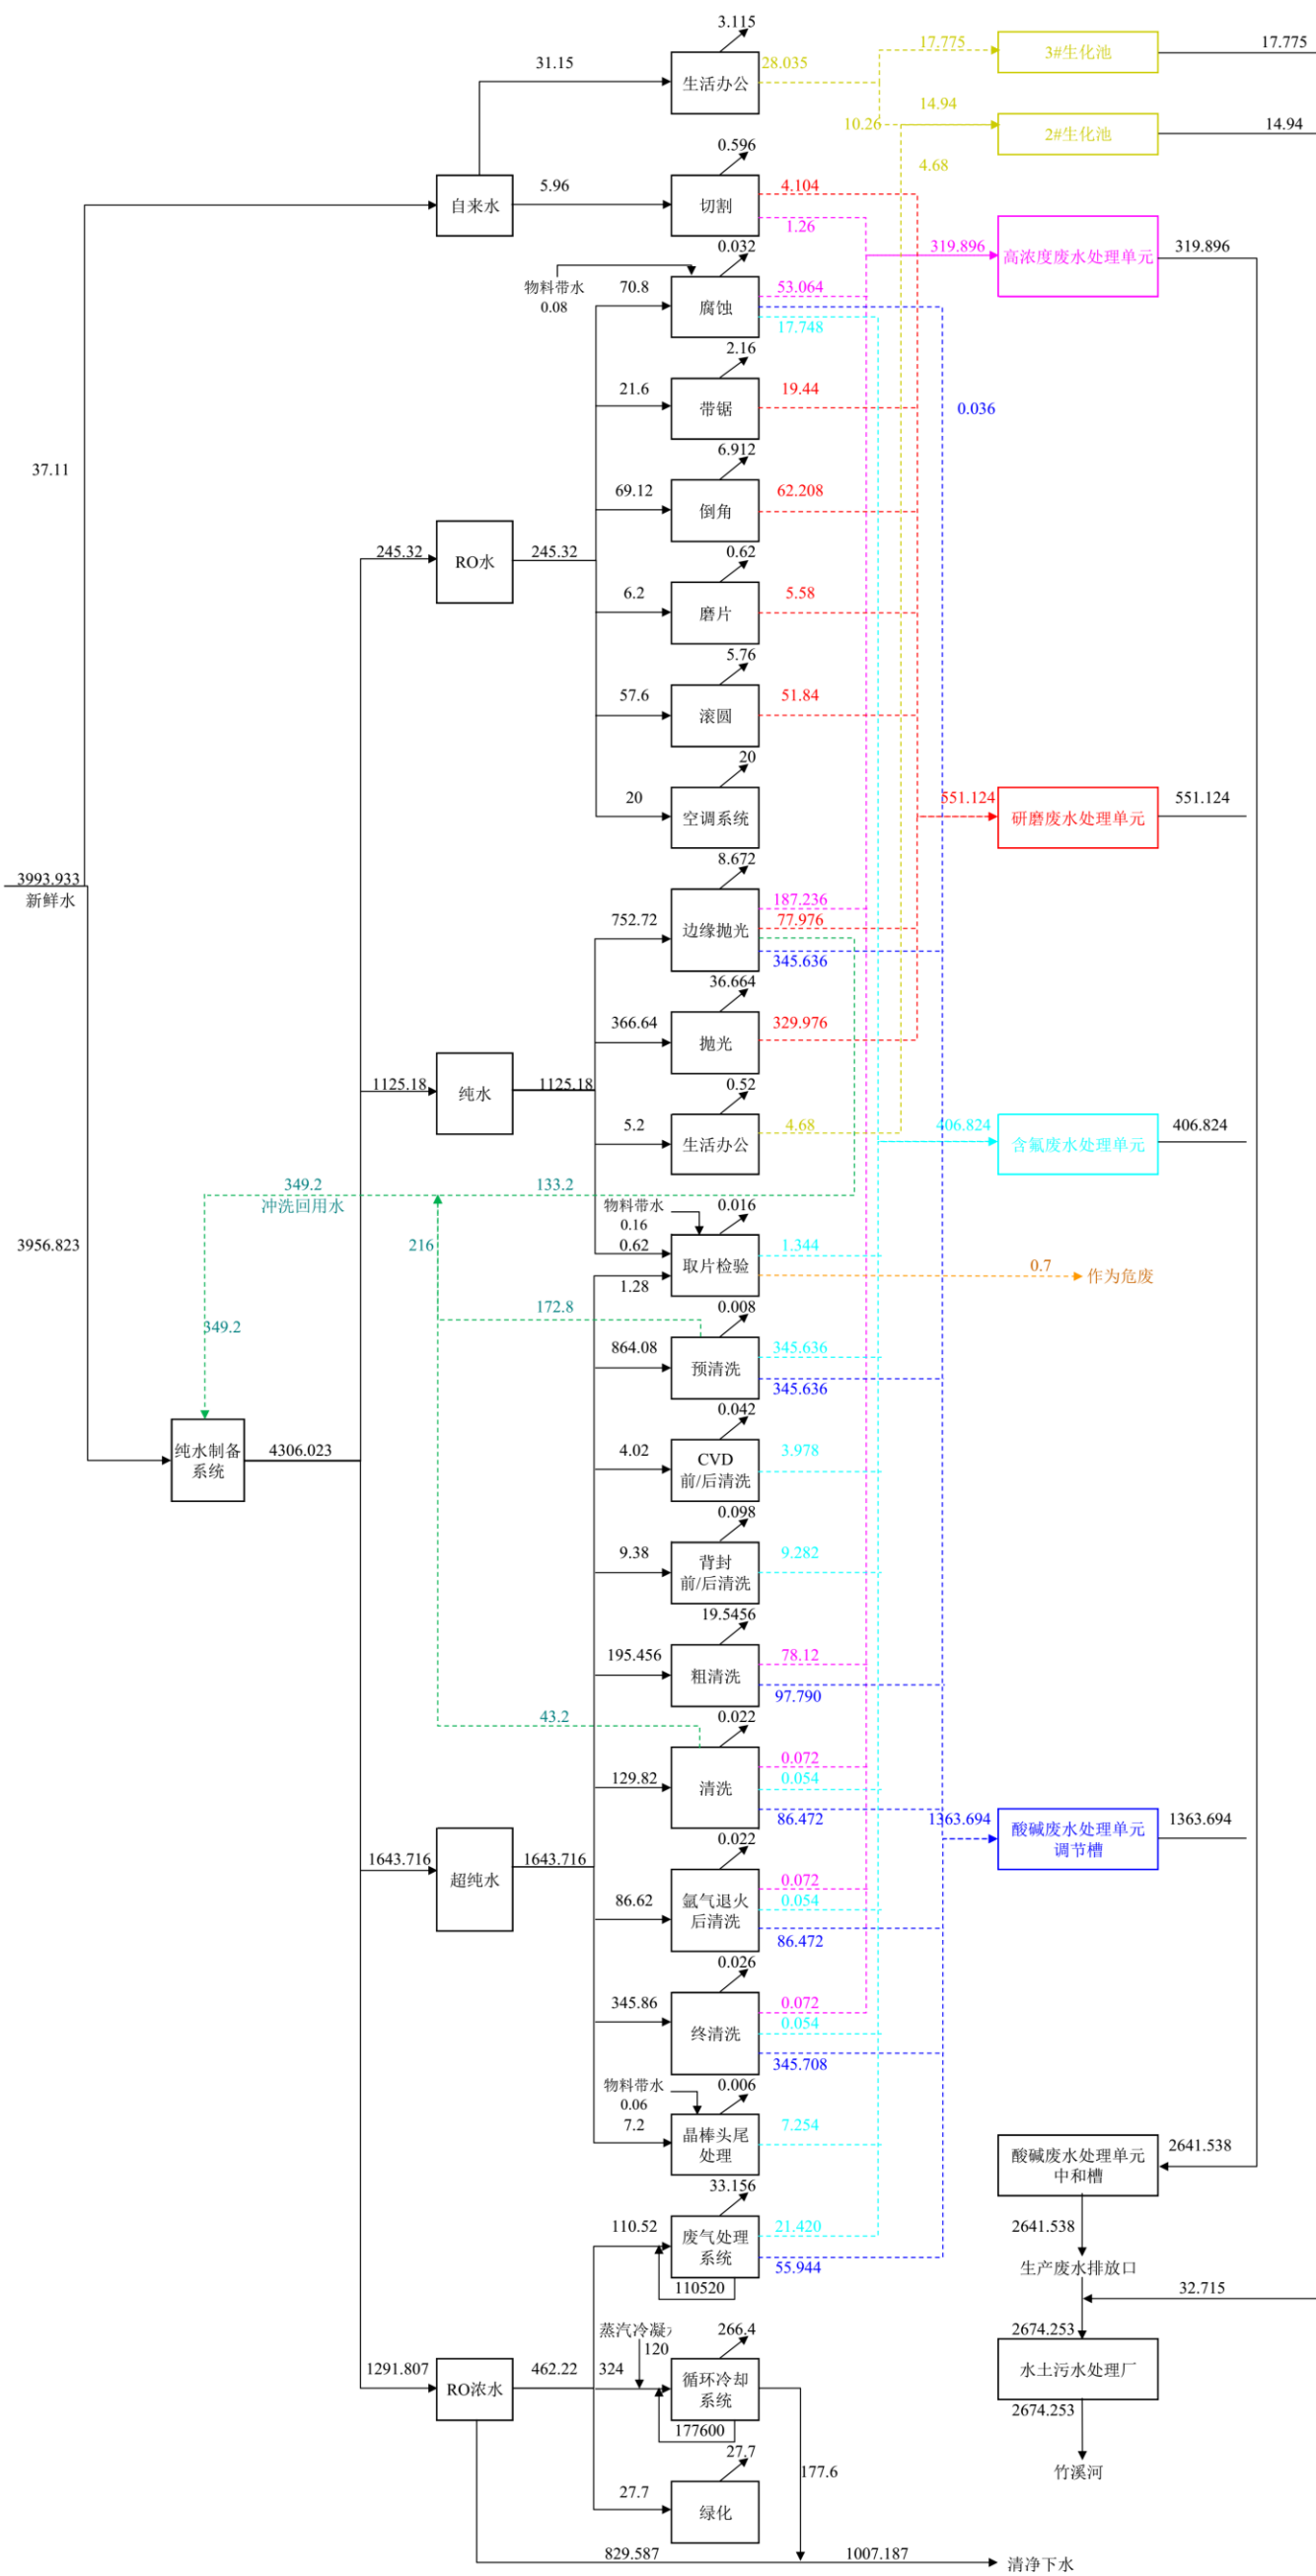 3.115
31.15
生活办公
28.035
17.775
3#生化池
17.775
14.94
10.26
2#生化池
14.94
4.68
0.596
自来水
5.96
切割
4.104
1.26
319.896
高浓度废水处理单元
319.896
0.032
物料带水
0.08
70.8
腐蚀
53.064
17.748
0.036
2.16
21.6
带锯
19.44
37.11
6.912
69.12
倒角
62.208
245.32
RO水
245.32
0.62
6.2
磨片
5.58
5.76
57.6
滚圆
51.84
20
20
空调系统
551.124
研磨废水处理单元
551.124
3993.933
新鲜水
8.672
752.72
边缘抛光
187.236
77.976
345.636
36.664
366.64
抛光
329.976
1125.18
纯水
1125.18
0.52
5.2
生活办公
4.68
406.824
含氟废水处理单元
406.824
349.2
冲洗回用水
133.2
216
3956.823
物料带水
0.16
0.62
1.28
0.016
取片检验
1.344
0.7
作为危废
349.2
172.8
0.008
864.08
预清洗
345.636
345.636
纯水制备
系统
4306.023
0.042
4.02
CVD
前/后清洗
3.978
0.098
9.38
背封
前/后清洗
9.282
19.5456
195.456
粗清洗
78.12
97.790
43.2
0.022
129.82
清洗
0.072
0.054
86.472
1363.694
酸碱废水处理单元
调节槽
1363.694
1643.716
超纯水
1643.716
0.022
86.62
氩气退火
后清洗
0.072
0.054
86.472
0.026
345.86
终清洗
0.072
0.054
345.708
物料带水
0.06
7.2
0.006
晶棒头尾
处理
7.254
酸碱废水处理单元
中和槽
2641.538
33.156
110.52
废气处理
系统
21.420
55.944
110520
2641.538
生产废水排放口
32.715
2674.253
水土污水处理厂
2674.253
竹溪河
蒸汽冷凝
120
266.4
1291.807
RO浓水
462.22
324
循环冷却
系统
177600
177.6
27.7
27.7
绿化
829.587
1007.187
清净下水